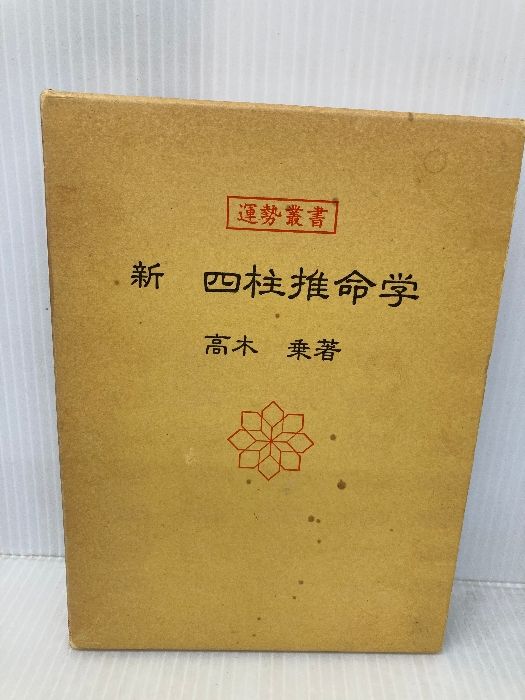 運勢叢書
新 四柱推命学
高木 乗著